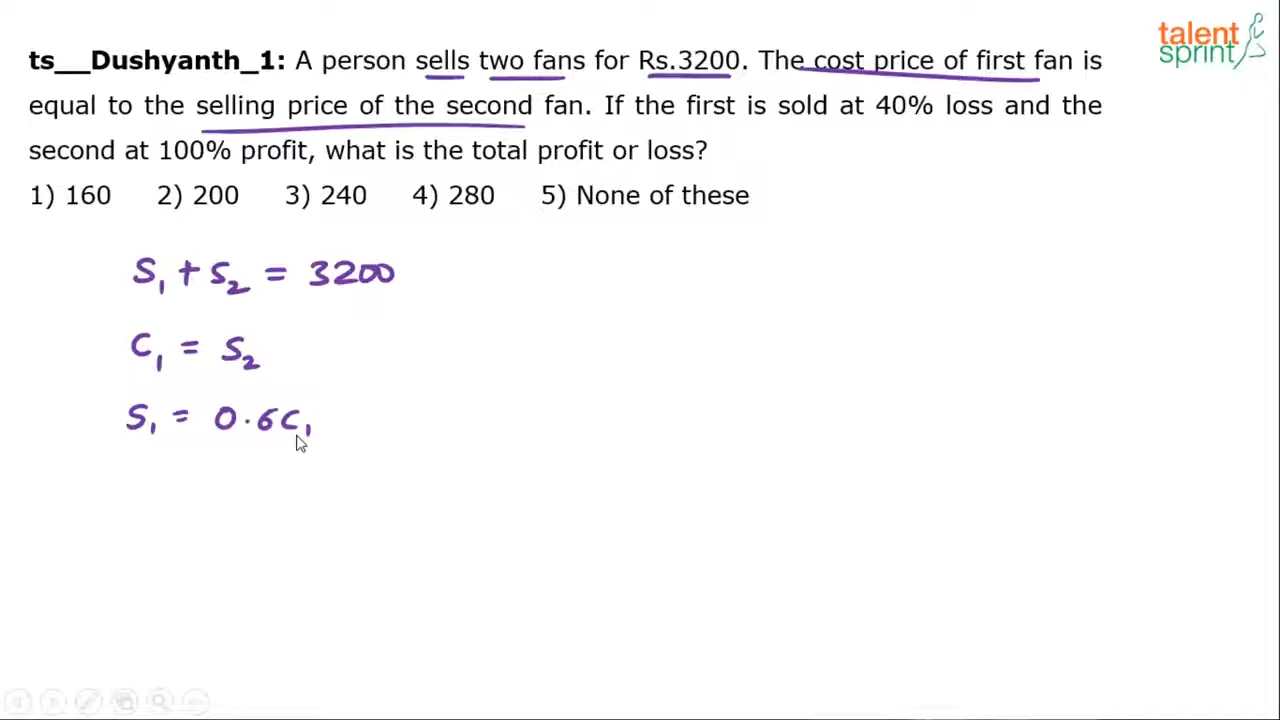 talent
sprint
ts__Dushyanth_1: A person sells two fans for Rs.3200. The cost price of first fan is
equal to the selling price of the second fan. If the first is sold at 40% loss and the
second at 100% profit, what is the total profit or loss?
1) 160 2) 200 3) 240 4) 280 5) None of these
S₁ + S₂ = 3200
C₁ = S₂
S₁ = 0.6C₁